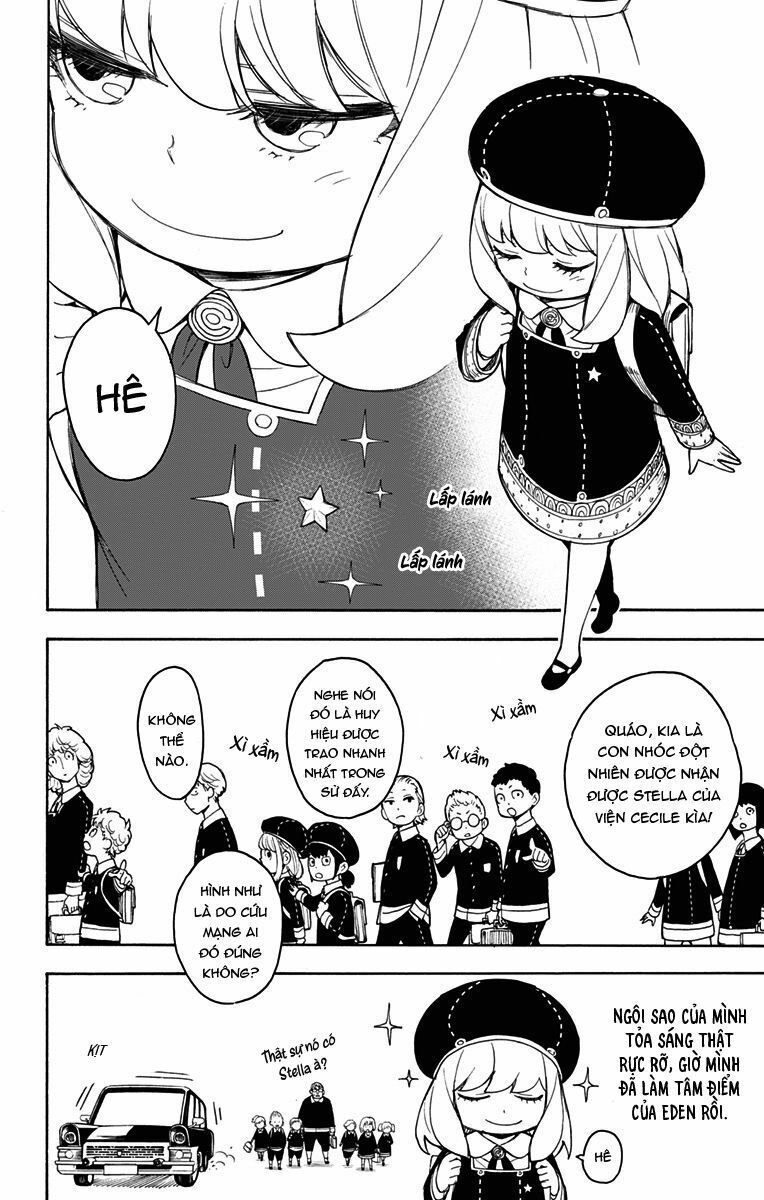 HÊ
Lấp lánh
Lấp lánh
QUÁO, KIA LÀ
CON NHÓC ĐỘT
NHIÊN ĐƯỢC NHẬN
ĐƯỢC STELLA CỦA
VIỆN CECILE KÌA!
Xì xầm
Xì xầm
NGHE NÓI
ĐÓ LÀ HUY
HIỆU ĐƯỢC
TRAO NHANH
NHẤT TRONG
SỬ ĐẤY.
Xì xầm
KHÔNG
THỂ
NÀO.
HÌNH NHƯ
LÀ DO CỨU
MẠNG AI
ĐÓ ĐÚNG
KHÔNG?
NGÔI SAO CỦA MÌNH
TỎA SÁNG THẬT
RỰC RỠ, GIỜ MÌNH
ĐÃ LÀM TÂM ĐIỂM
CỦA EDEN RỒI.
HÊ
Thật sự nó có
Stella à?
KỊT